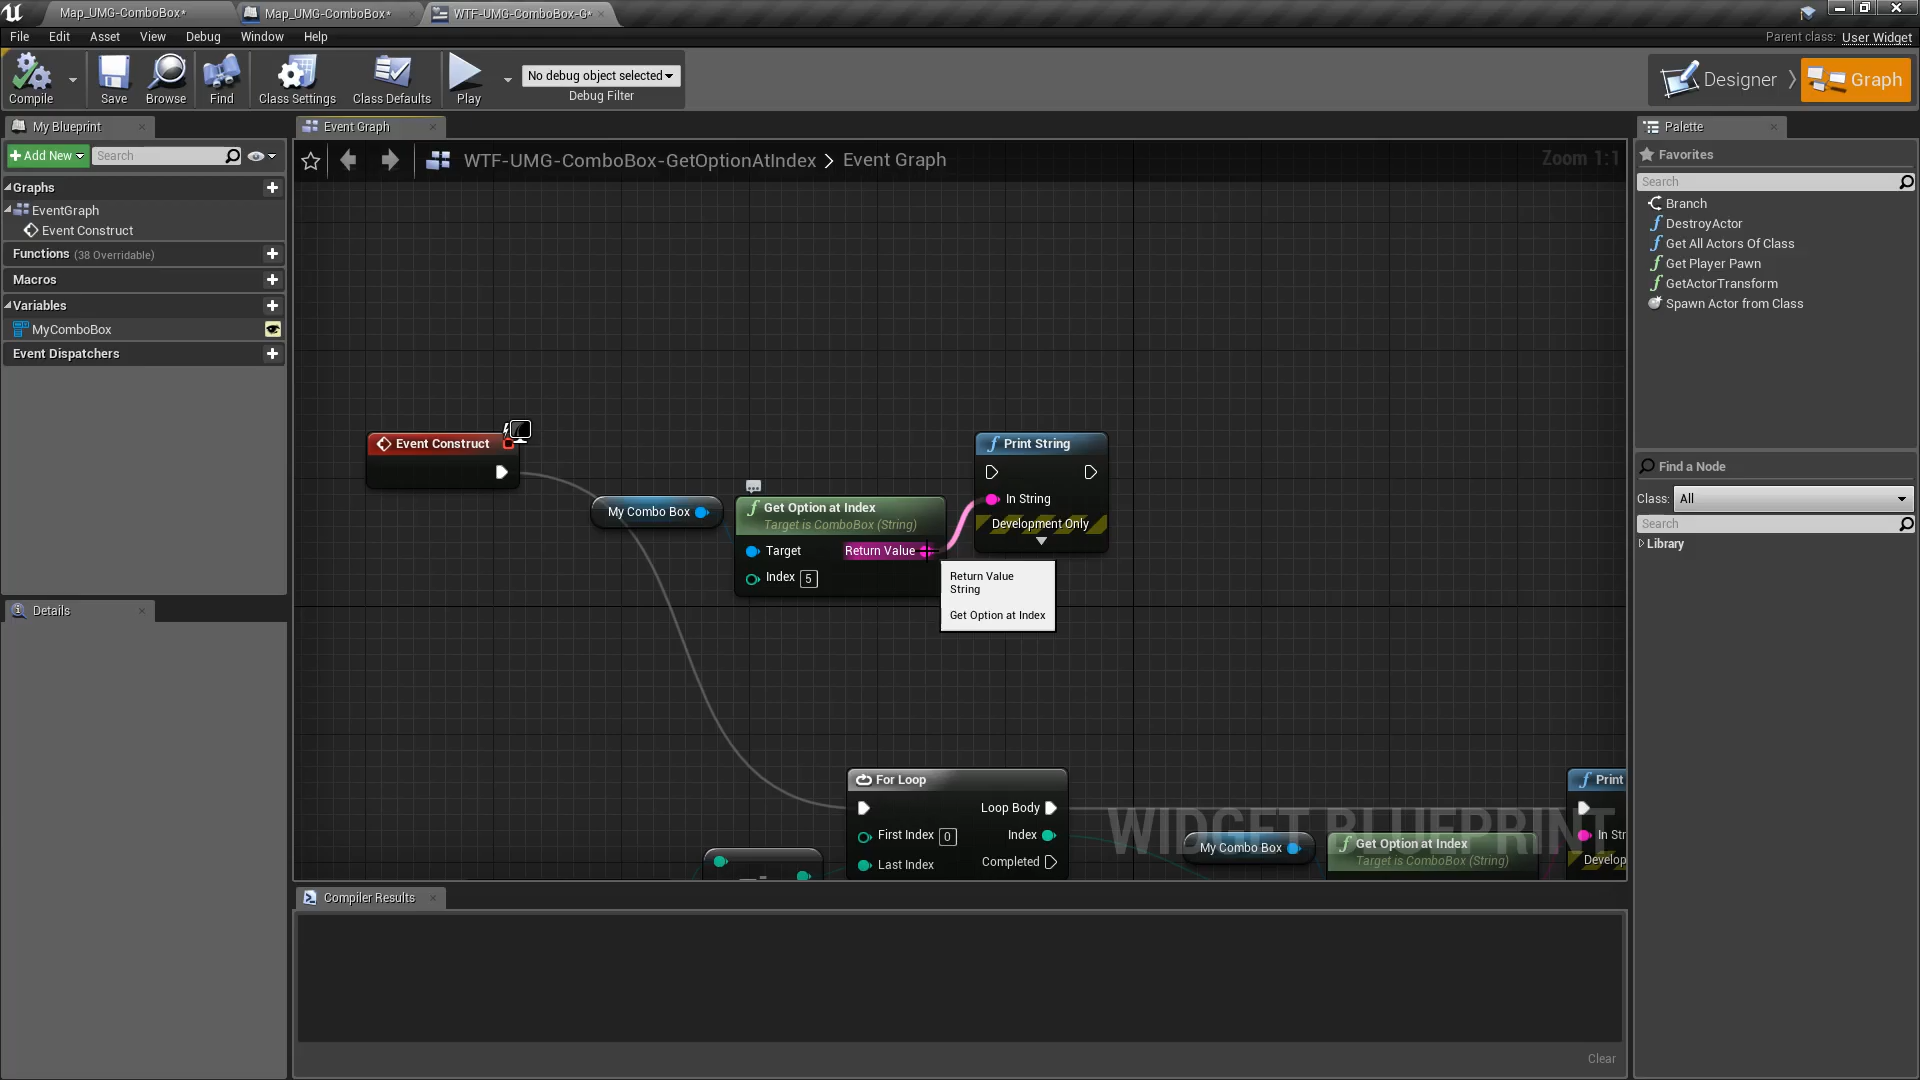 Map_UMG-ComboBox*
Map_UMG-ComboBox*
WTF-UMG-ComboBox-G*
File Edit Asset View Debug Window Help
Parent class: User Widget
Compile
Save
Browse
Find
Class Settings
Class Defaults
Play
No debug object selected
Debug Filter
Designer
Graph
My Blueprint
Add New
Search
Graphs
EventGraph
Event Construct
Functions (38 Overridable)
Macros
Variables
MyComboBox
Event Dispatchers
Details
Event Graph
WTF-UMG-ComboBox-GetOptionAtIndex > Event Graph
Zoom 1:1
Event Construct
My Combo Box
Get Option at Index
Target is ComboBox (String)
Target
Return Value
Index 5
Print String
In String
Development Only
Return Value
String
Get Option at Index
For Loop
Loop Body
First Index 0
Index
Last Index
Completed
WIDGET BLUEPRINT
My Combo Box
Get Option at Index
Target is ComboBox (String)
Print
In Str
Develop
Compiler Results
Clear
Palette
Favorites
Search
Branch
DestroyActor
Get All Actors Of Class
Get Player Pawn
GetActorTransform
Spawn Actor from Class
Find a Node
Class: All
Search
Library